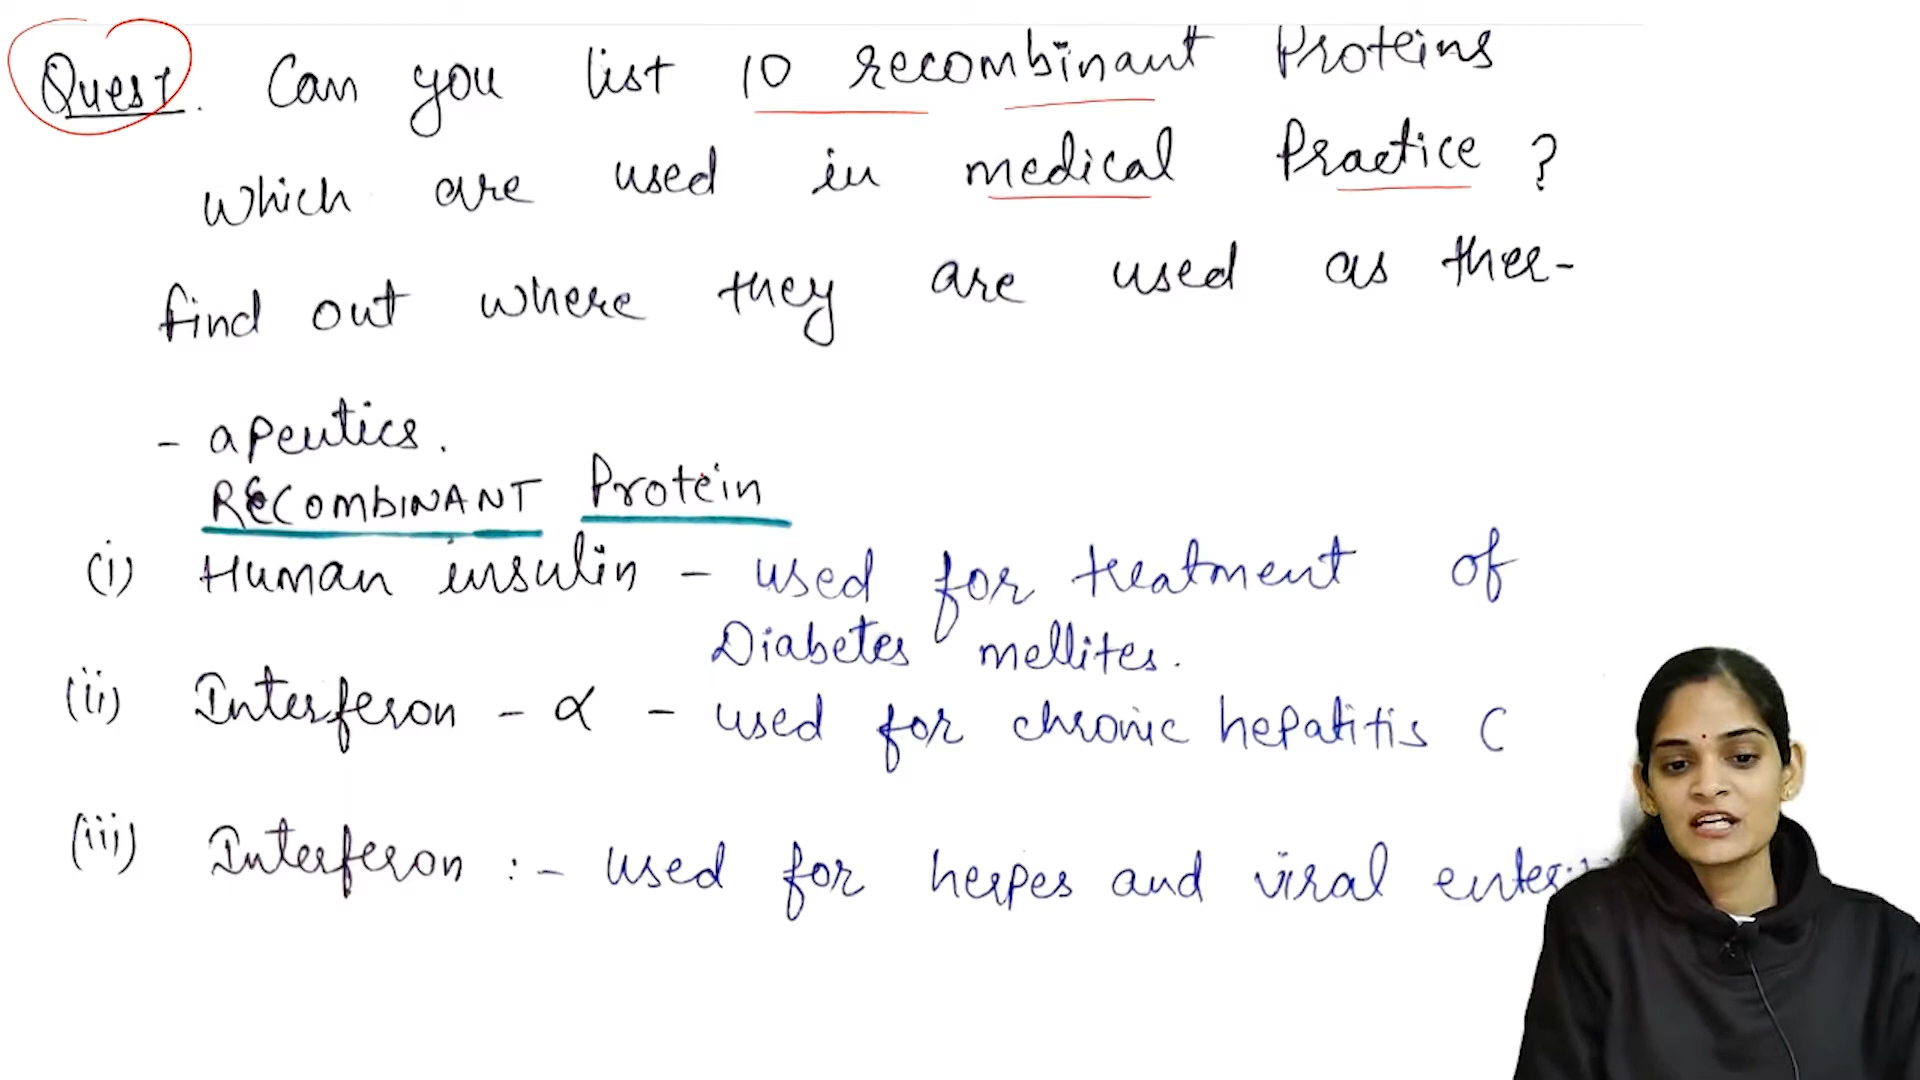 Ques 1. Can you list 10 recombinant Proteins
which are used in medical Practice ?
find out where they are used as ther-
- apeutics.
RECOMBINANT Protein
(i) Human insulin - used for treatment of
Diabetes mellites.
(ii) Interferon - α - used for chronic hepatitis C
(iii) Interferon :- used for herpes and viral